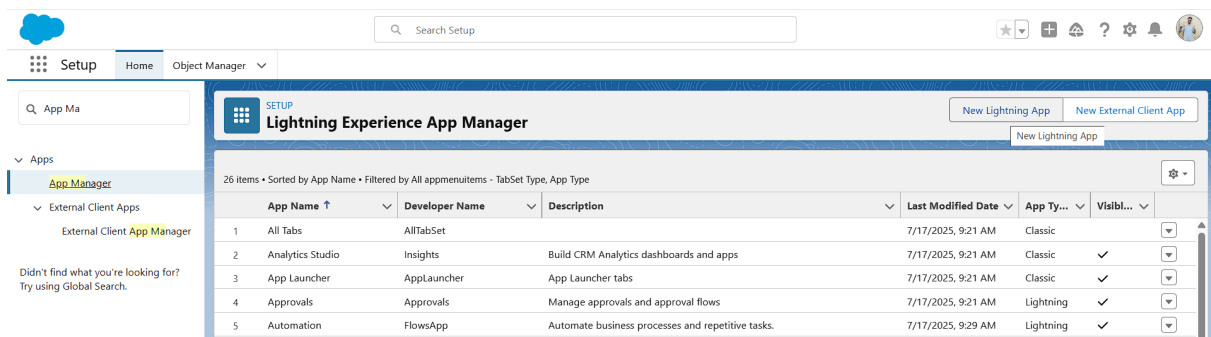 Search Setup
Setup
Home
Object Manager
App Ma
Apps
App Manager
External Client Apps
External Client App Manager
Didn't find what you're looking for?
Try using Global Search.
SETUP
Lightning Experience App Manager
New Lightning App
New External Client App
New Lightning App
26 items • Sorted by App Name • Filtered by All appmenuitems - TabSet Type, App Type
App Name ↑ Developer Name Description Last Modified Date App Ty... Visibl...
1 All Tabs AllTabSet 7/17/2025, 9:21 AM Classic
2 Analytics Studio Insights Build CRM Analytics dashboards and apps 7/17/2025, 9:21 AM Classic ✓
3 App Launcher AppLauncher App Launcher tabs 7/17/2025, 9:21 AM Classic ✓
4 Approvals Approvals Manage approvals and approval flows 7/17/2025, 9:21 AM Lightning ✓
5 Automation FlowsApp Automate business processes and repetitive tasks. 7/17/2025, 9:29 AM Lightning ✓